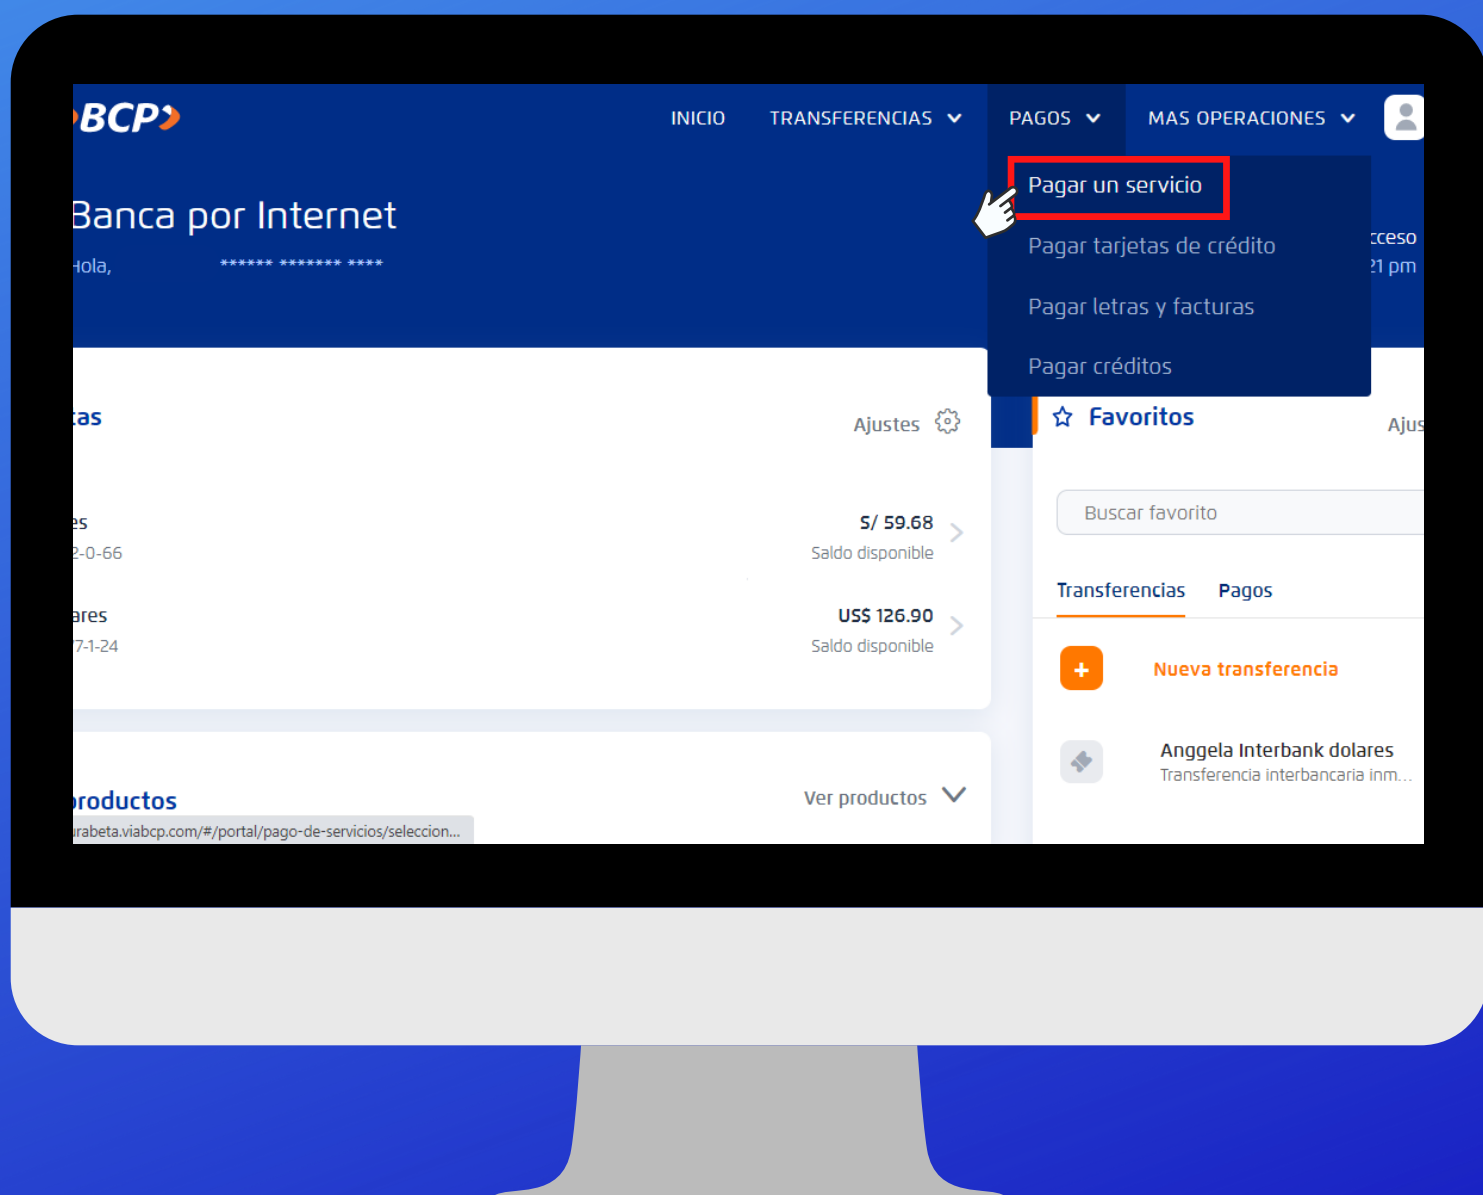 BCP
INICIO
TRANSFERENCIAS
PAGOS
MAS OPERACIONES
Pagar un servicio
Pagar tarjetas de crédito
Pagar letras y facturas
Pagar créditos
Banca por Internet
Hola, ****** ******* ****
cceso
21 pm
as
Ajustes
es
S/ 59.68
2-0-66
Saldo disponible
ares
US$ 126.90
7-1-24
Saldo disponible
productos
Ver productos
urabeta.viabcp.com/#/portal/pago-de-servicios/seleccion...
Favoritos
Ajus
Buscar favorito
Transferencias
Pagos
+
Nueva transferencia
Anggela Interbank dolares
Transferencia interbancaria inm...